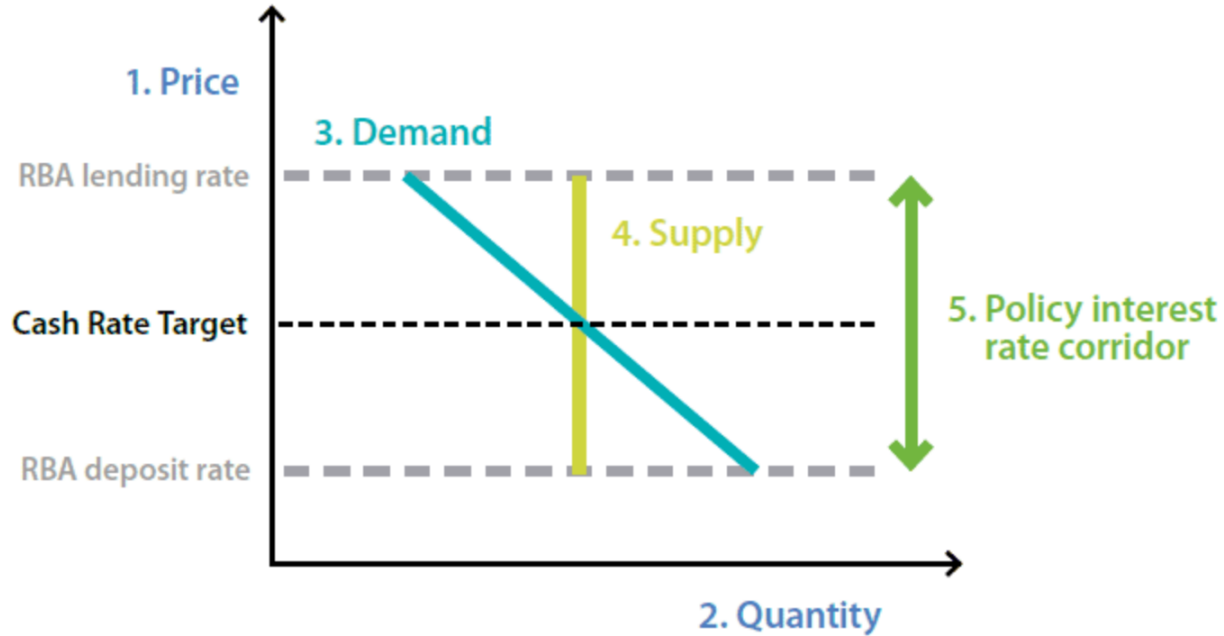 1. Price
3. Demand
RBA lending rate
4. Supply
Cash Rate Target
5. Policy interest
rate corridor
RBA deposit rate
2. Quantity